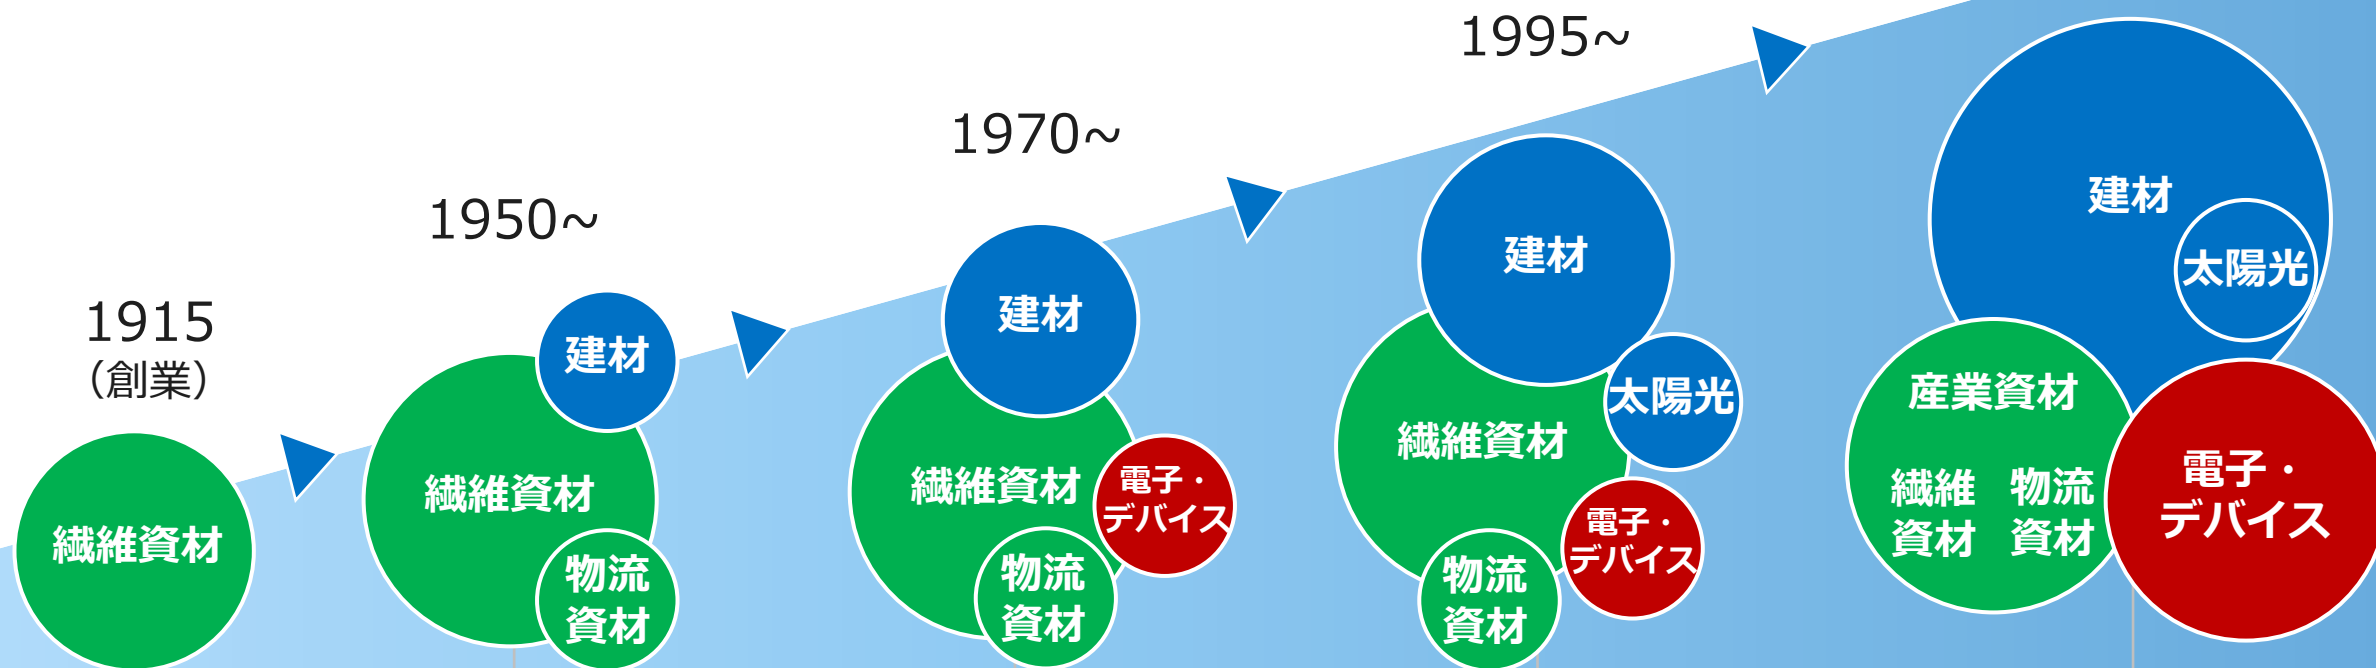 1915
（創業）
繊維資材
1950~
建材
繊維資材
物流
資材
1970~
建材
繊維資材
電子・
デバイス
物流
資材
1995~
建材
太陽光
繊維資材
電子・
デバイス
物流
資材
建材
太陽光
産業資材
繊維
資材
物流
資材
電子・
デバイス